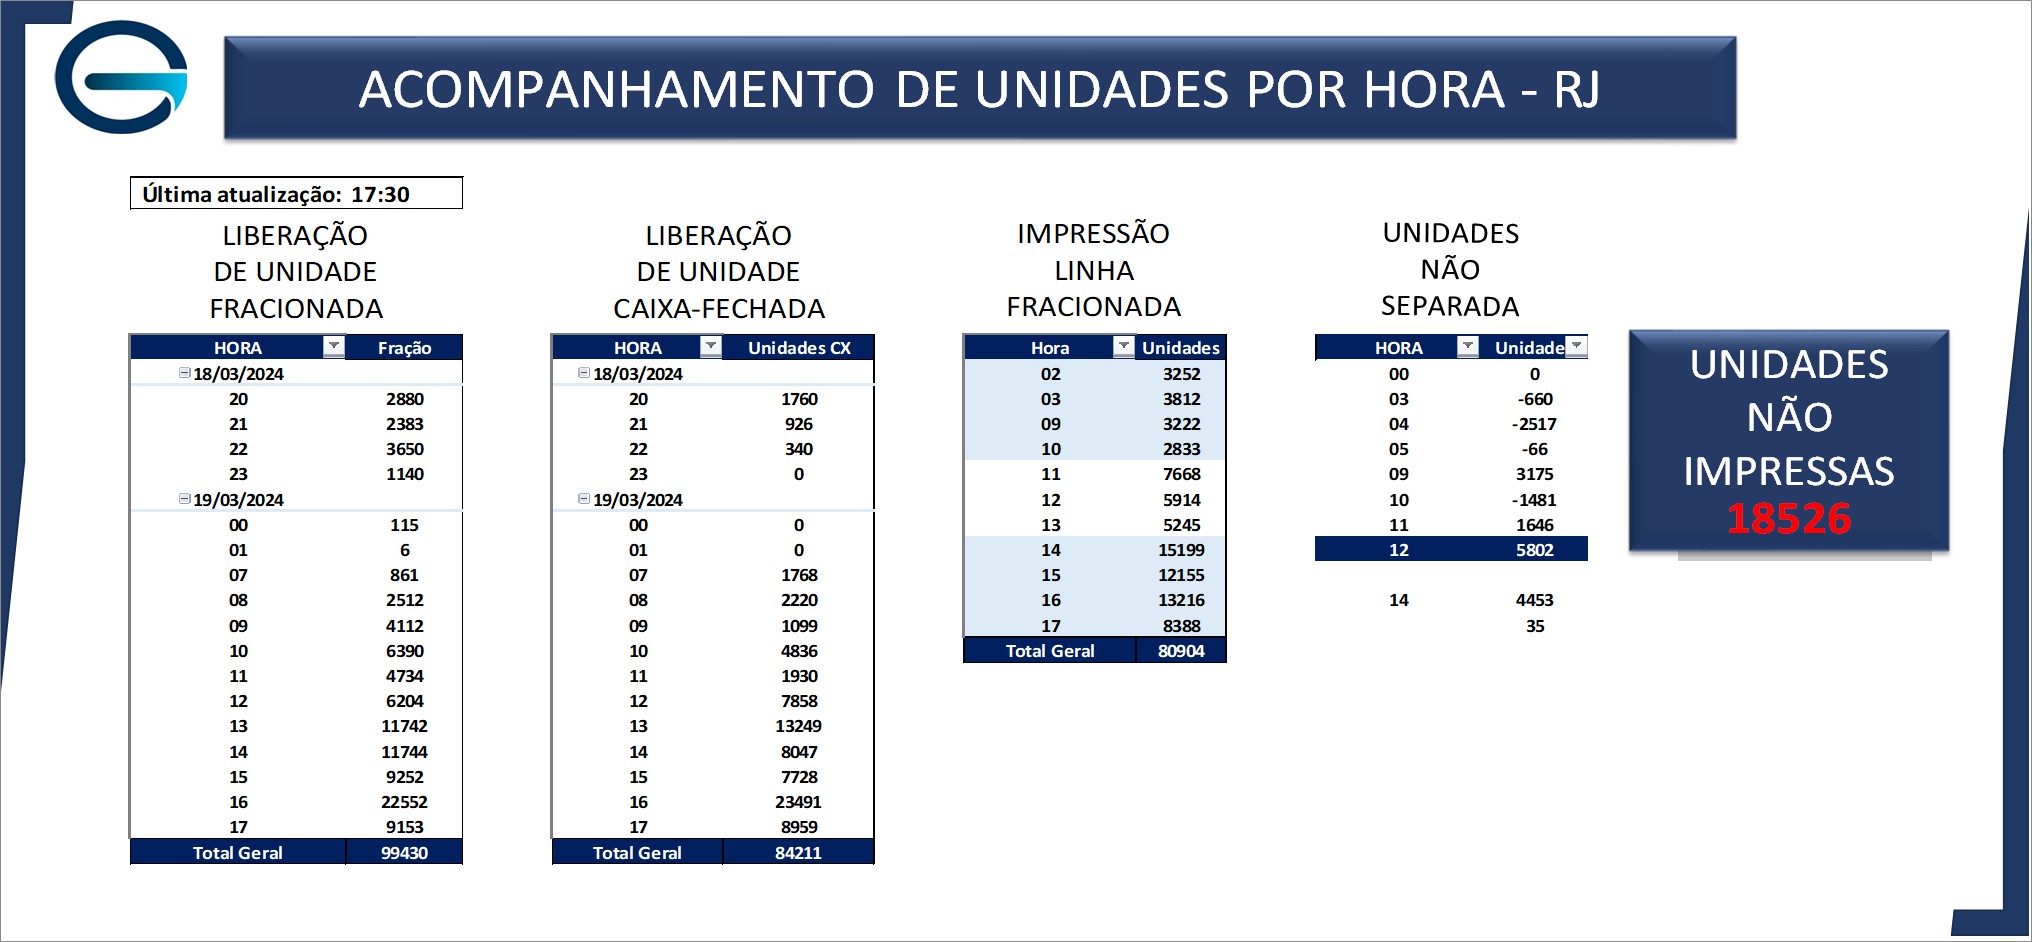 ACOMPANHAMENTO DE UNIDADES POR HORA - RJ
Última atualização: 17:30
LIBERAÇÃO
DE UNIDADE
FRACIONADA
HORA Fração
18/03/2024
20 2880
21 2383
22 3650
23 1140
19/03/2024
00 115
01 6
07 861
08 2512
09 4112
10 6390
11 4734
12 6204
13 11742
14 11744
15 9252
16 22552
17 9153
Total Geral 99430
LIBERAÇÃO
DE UNIDADE
CAIXA-FECHADA
HORA Unidades CX
18/03/2024
20 1760
21 926
22 340
23 0
19/03/2024
00 0
01 0
07 1768
08 2220
09 1099
10 4836
11 1930
12 7858
13 13249
14 8047
15 7728
16 23491
17 8959
Total Geral 84211
IMPRESSÃO
LINHA
FRACIONADA
Hora Unidades
02 3252
03 3812
09 3222
10 2833
11 7668
12 5914
13 5245
14 15199
15 12155
16 13216
17 8388
Total Geral 80904
UNIDADES
NÃO
SEPARADA
HORA Unidade
00 0
03 -660
04 -2517
05 -66
09 3175
10 -1481
11 1646
12 5802
14 4453
35
UNIDADES
NÃO
IMPRESSAS
18526